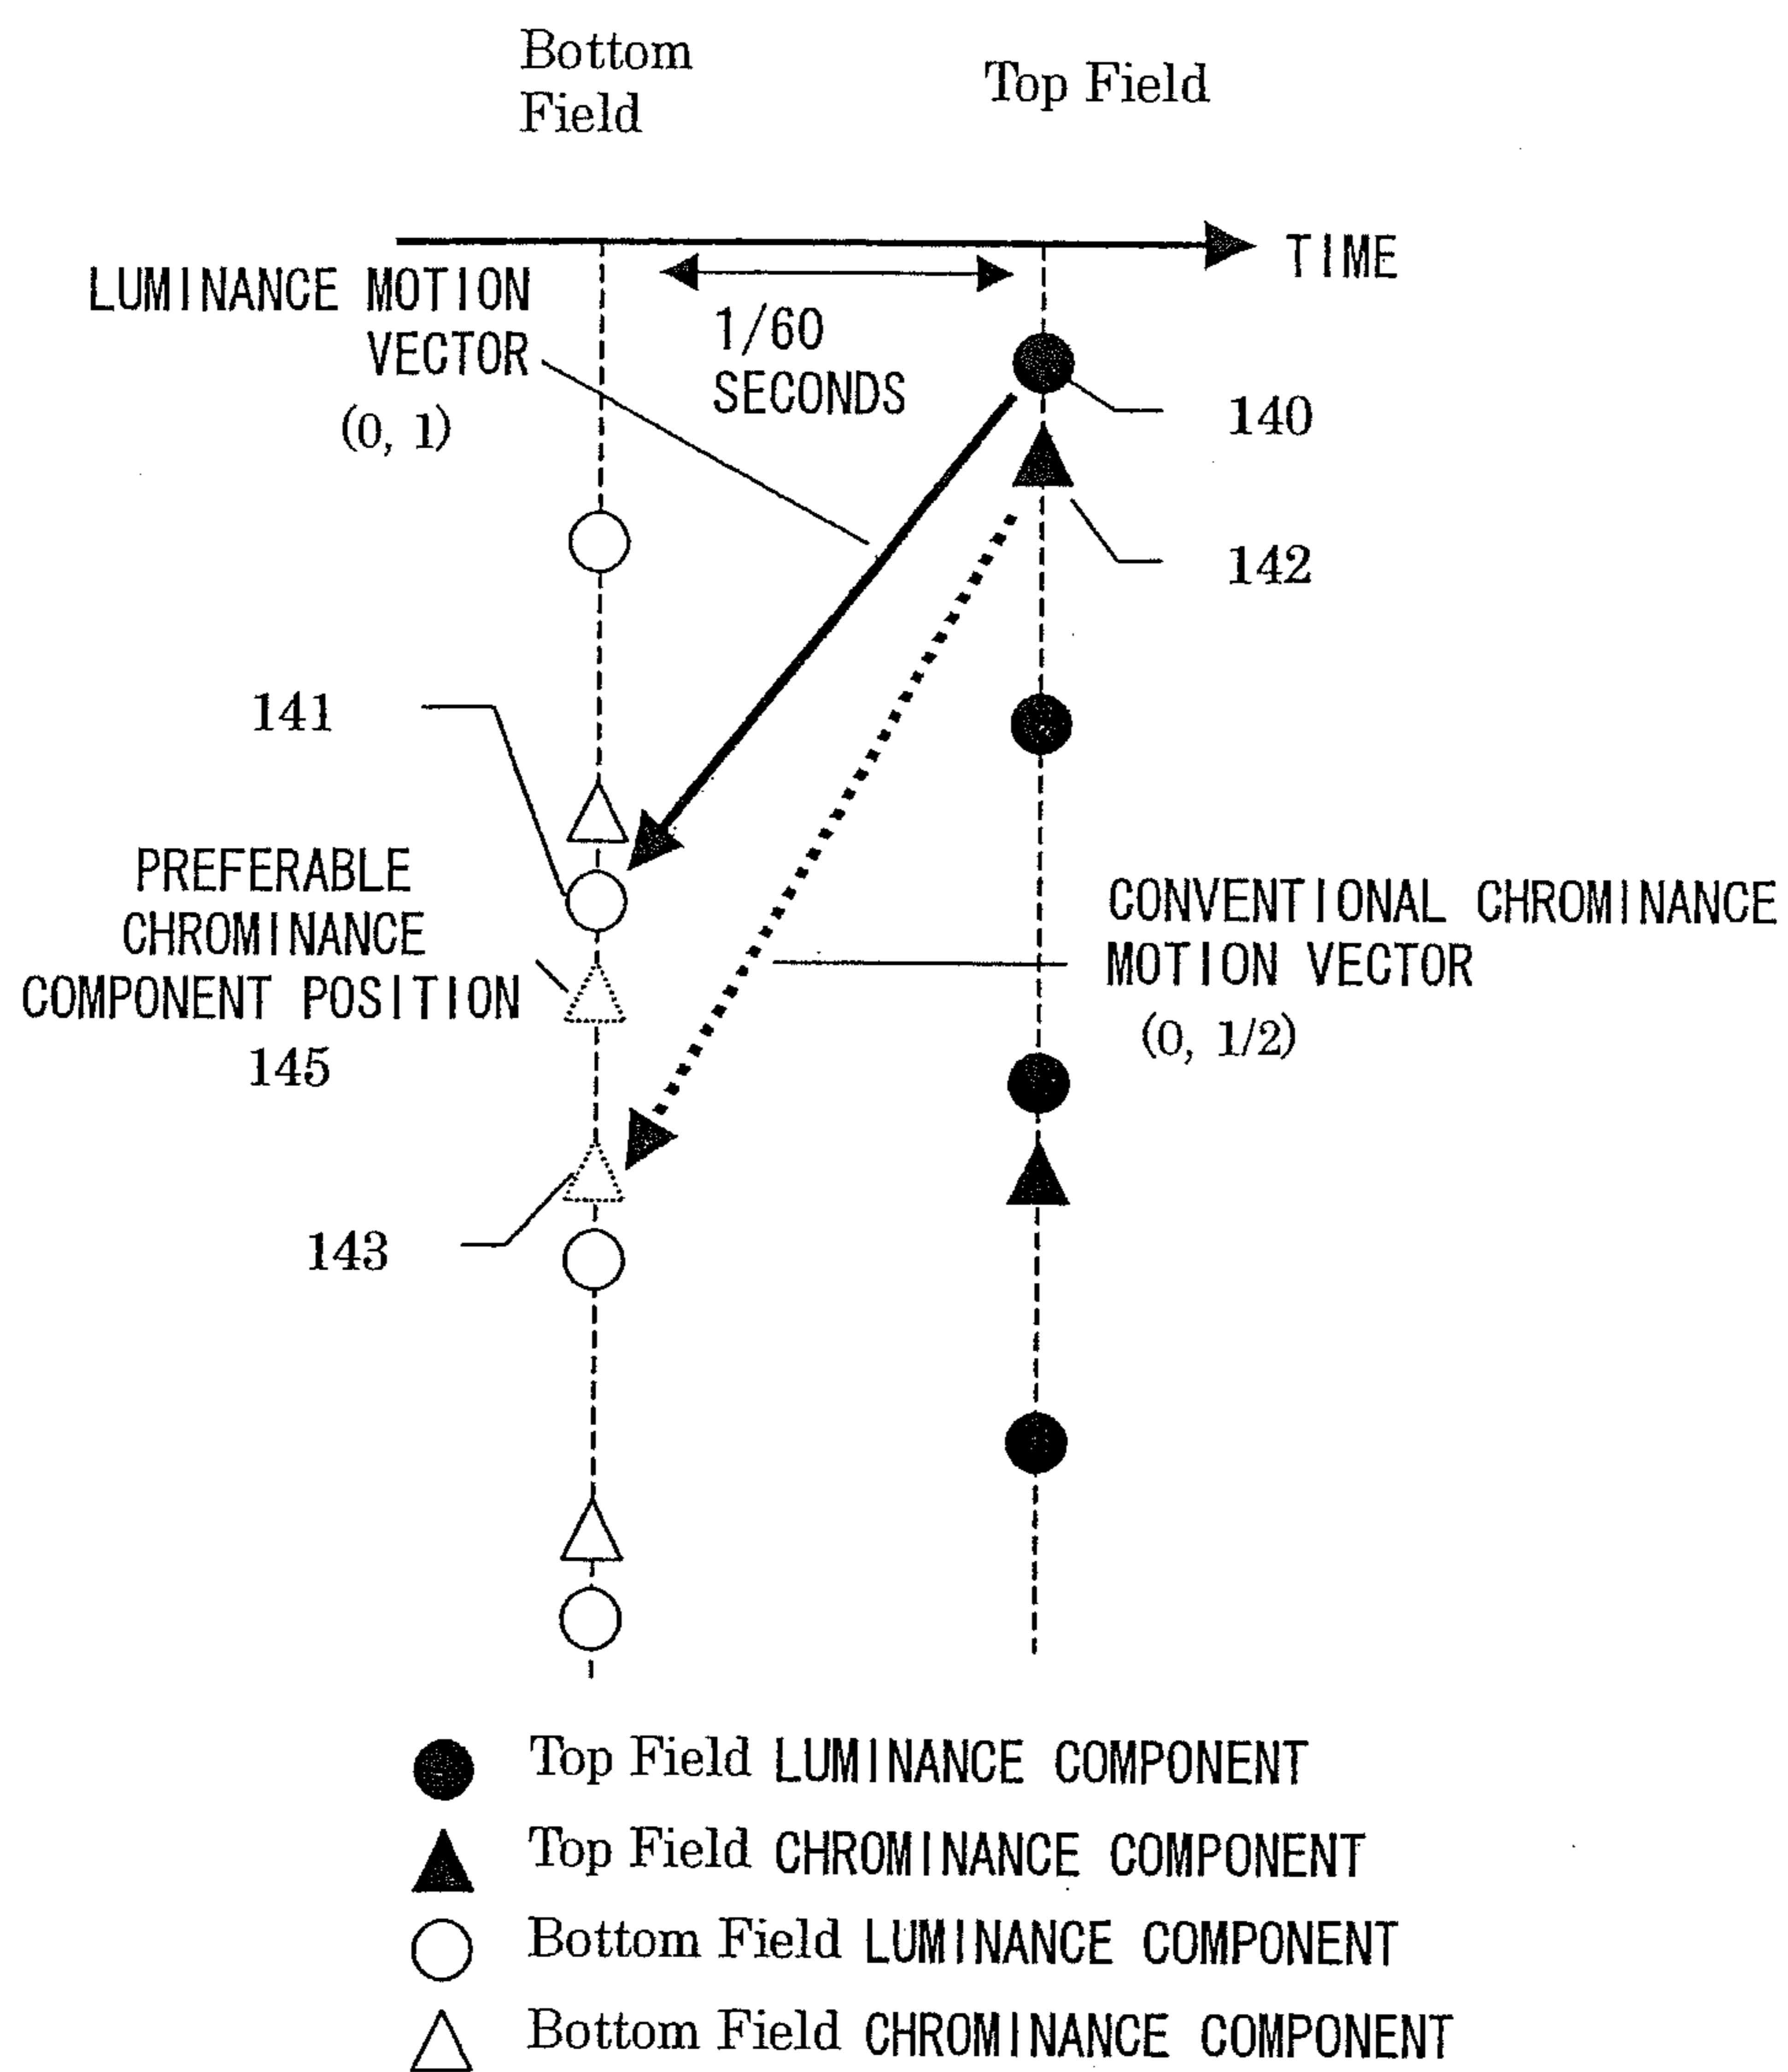 Bottom
Field
Top Field
TIME
LUMINANCE MOTION
VECTOR
(0, 1)
1/60
SECONDS
140
142
141
PREFERABLE
CHROMINANCE
COMPONENT POSITION
145
CONVENTIONAL CHROMINANCE
MOTION VECTOR
(0, 1/2)
143
Top Field LUMINANCE COMPONENT
Top Field CHROMINANCE COMPONENT
Bottom Field LUMINANCE COMPONENT
Bottom Field CHROMINANCE COMPONENT